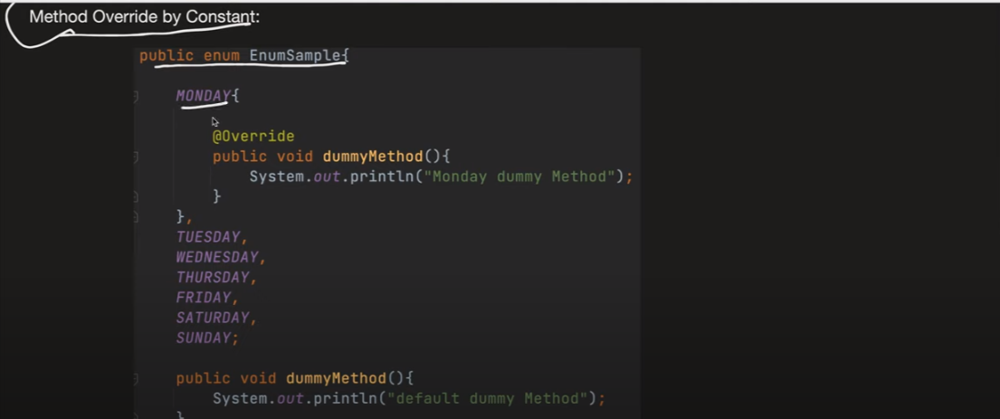 Method Override by Constant:
public enum EnumSample{
MONDAY{
@Override
public void dummyMethod(){
System.out.println("Monday dummy Method");
}
},
TUESDAY,
WEDNESDAY,
THURSDAY,
FRIDAY,
SATURDAY,
SUNDAY;
public void dummyMethod(){
System.out.println("default dummy Method");
}